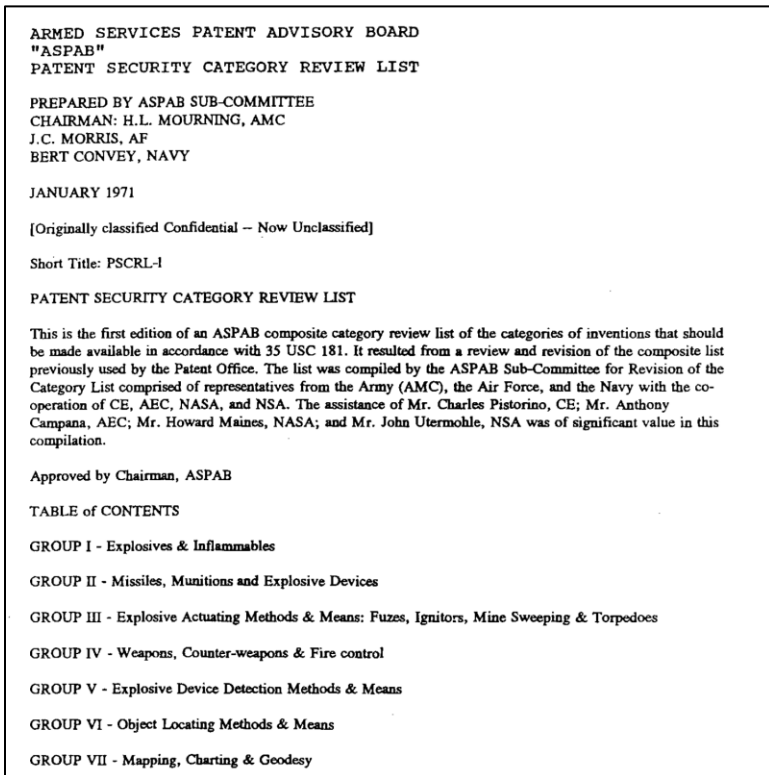 ARMED SERVICES PATENT ADVISORY BOARD
"ASPAB"
PATENT SECURITY CATEGORY REVIEW LIST
PREPARED BY ASPAB SUB-COMMITTEE
CHAIRMAN: H.L. MOURNING, AMC
J.C. MORRIS, AF
BERT CONVEY, NAVY
JANUARY 1971
[Originally classified Confidential -- Now Unclassified]
Short Title: PSCRL-I
PATENT SECURITY CATEGORY REVIEW LIST
This is the first edition of an ASPAB composite category review list of the categories of inventions that should
be made available in accordance with 35 USC 181. It resulted from a review and revision of the composite list
previously used by the Patent Office. The list was compiled by the ASPAB Sub-Committee for Revision of the
Category List comprised of representatives from the Army (AMC), the Air Force, and the Navy with the co-
operation of CE, AEC, NASA, and NSA. The assistance of Mr. Charles Pistorino, CE; Mr. Anthony
Campana, AEC; Mr. Howard Maines, NASA; and Mr. John Utermohle, NSA was of significant value in this
compilation.
Approved by Chairman, ASPAB
TABLE of CONTENTS
GROUP I - Explosives & Inflammables
GROUP II - Missiles, Munitions and Explosive Devices
GROUP III - Explosive Actuating Methods & Means: Fuzes, Ignitors, Mine Sweeping & Torpedoes
GROUP IV - Weapons, Counter-weapons & Fire control
GROUP V - Explosive Device Detection Methods & Means
GROUP VI - Object Locating Methods & Means
GROUP VII - Mapping, Charting & Geodesy